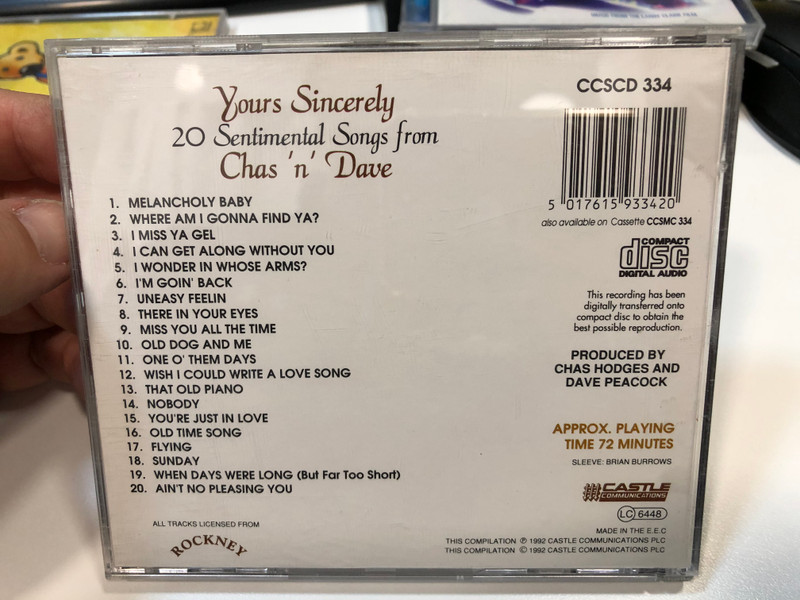 Yours Sincerely
20 Sentimental Songs from
Chas 'n' Dave
1. MELANCHOLY BABY
2. WHERE AM I GONNA FIND YA?
3. I MISS YA GEL
4. I CAN GET ALONG WITHOUT YOU
5. I WONDER IN WHOSE ARMS?
6. I'M GOIN' BACK
7. UNEASY FEELIN
8. THERE IN YOUR EYES
9. MISS YOU ALL THE TIME
10. OLD DOG AND ME
11. ONE O' THEM DAYS
12. WISH I COULD WRITE A LOVE SONG
13. THAT OLD PIANO
14. NOBODY
15. YOU'RE JUST IN LOVE
16. OLD TIME SONG
17. FLYING
18. SUNDAY
19. WHEN DAYS WERE LONG (But Far Too Short)
20. AIN'T NO PLEASING YOU
ALL TRACKS LICENSED FROM
ROCKNEY
CCSCD 334
5 017615 933420
also available on Cassette CCSMC 334
COMPACT
disc
DIGITAL AUDIO
This recording has been
digitally transferred onto
compact disc to obtain the
best possible reproduction.
PRODUCED BY
CHAS HODGES AND
DAVE PEACOCK
APPROX. PLAYING
TIME 72 MINUTES
SLEEVE: BRIAN BURROWS
CASTLE
COMMUNICATIONS
LC 6448
MADE IN THE E.E.C
THIS COMPILATION ℗ 1992 CASTLE COMMUNICATIONS PLC
THIS COMPILATION © 1992 CASTLE COMMUNICATIONS PLC